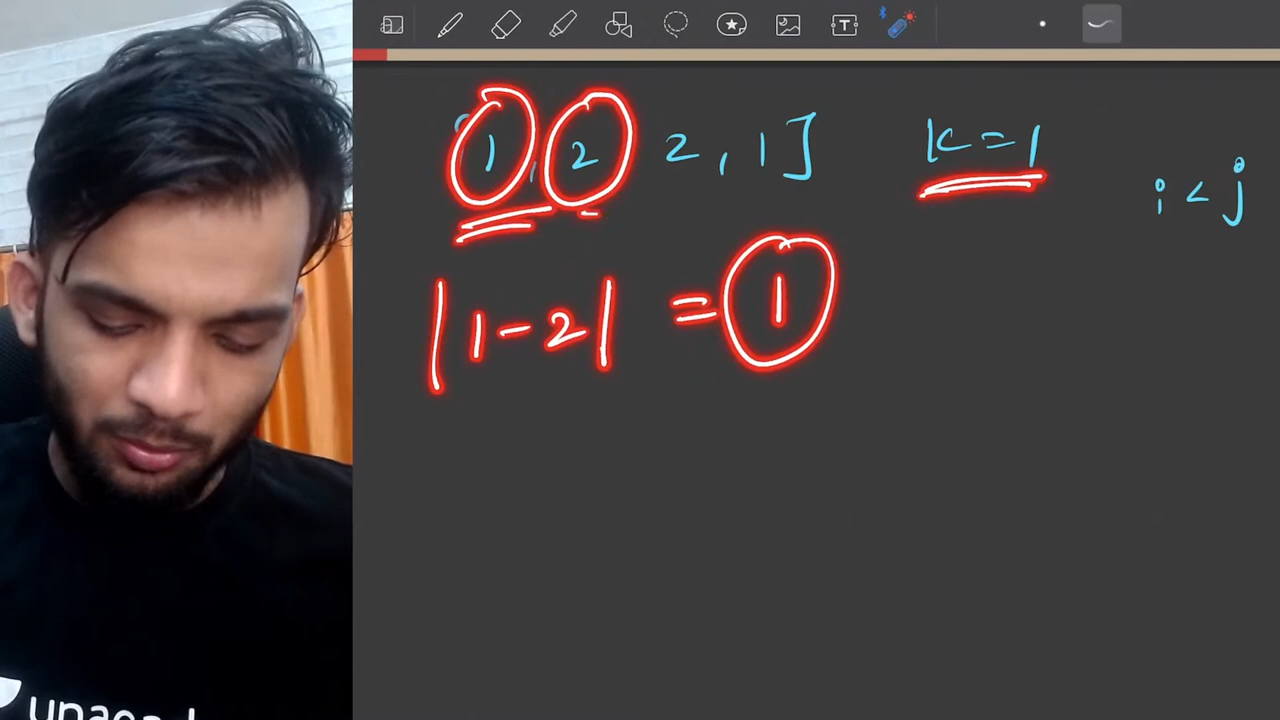 1, 2 2, 1] k=1
i < j
|1-2| = 1